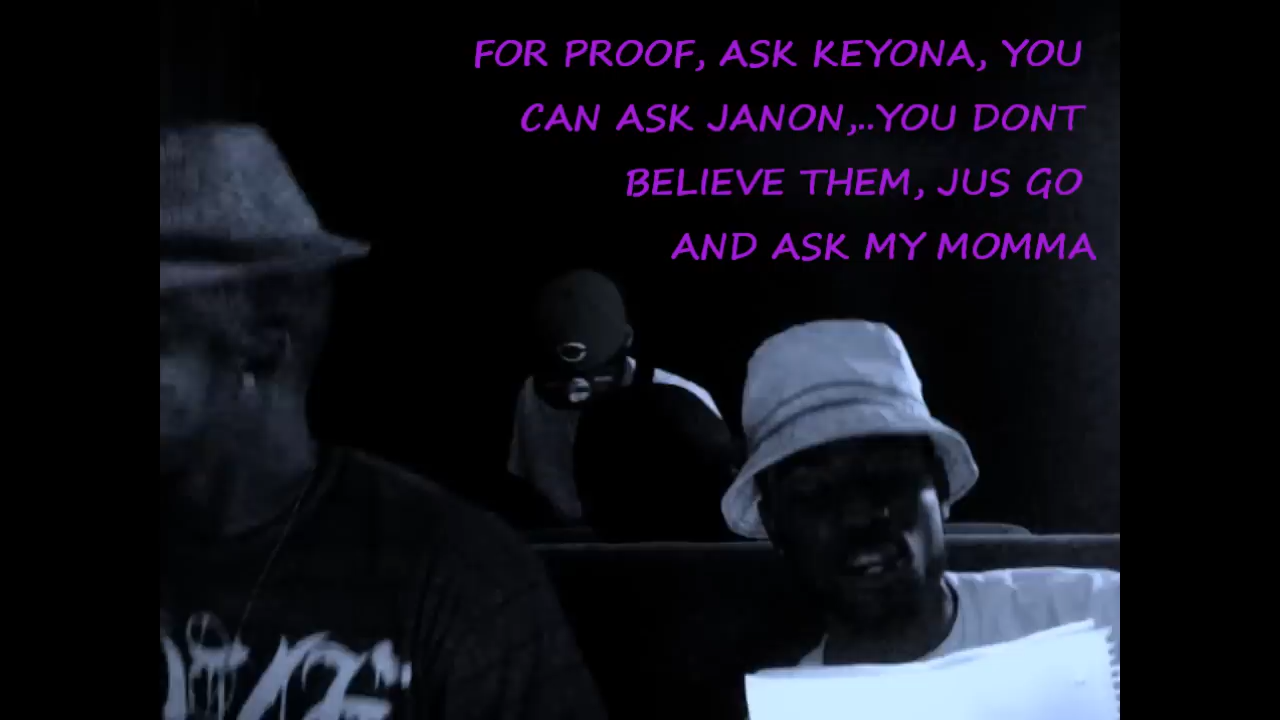 FOR PROOF, ASK KEYONA, YOU
CAN ASK JANON,..YOU DONT
BELIEVE THEM, JUS GO
AND ASK MY MOMMA